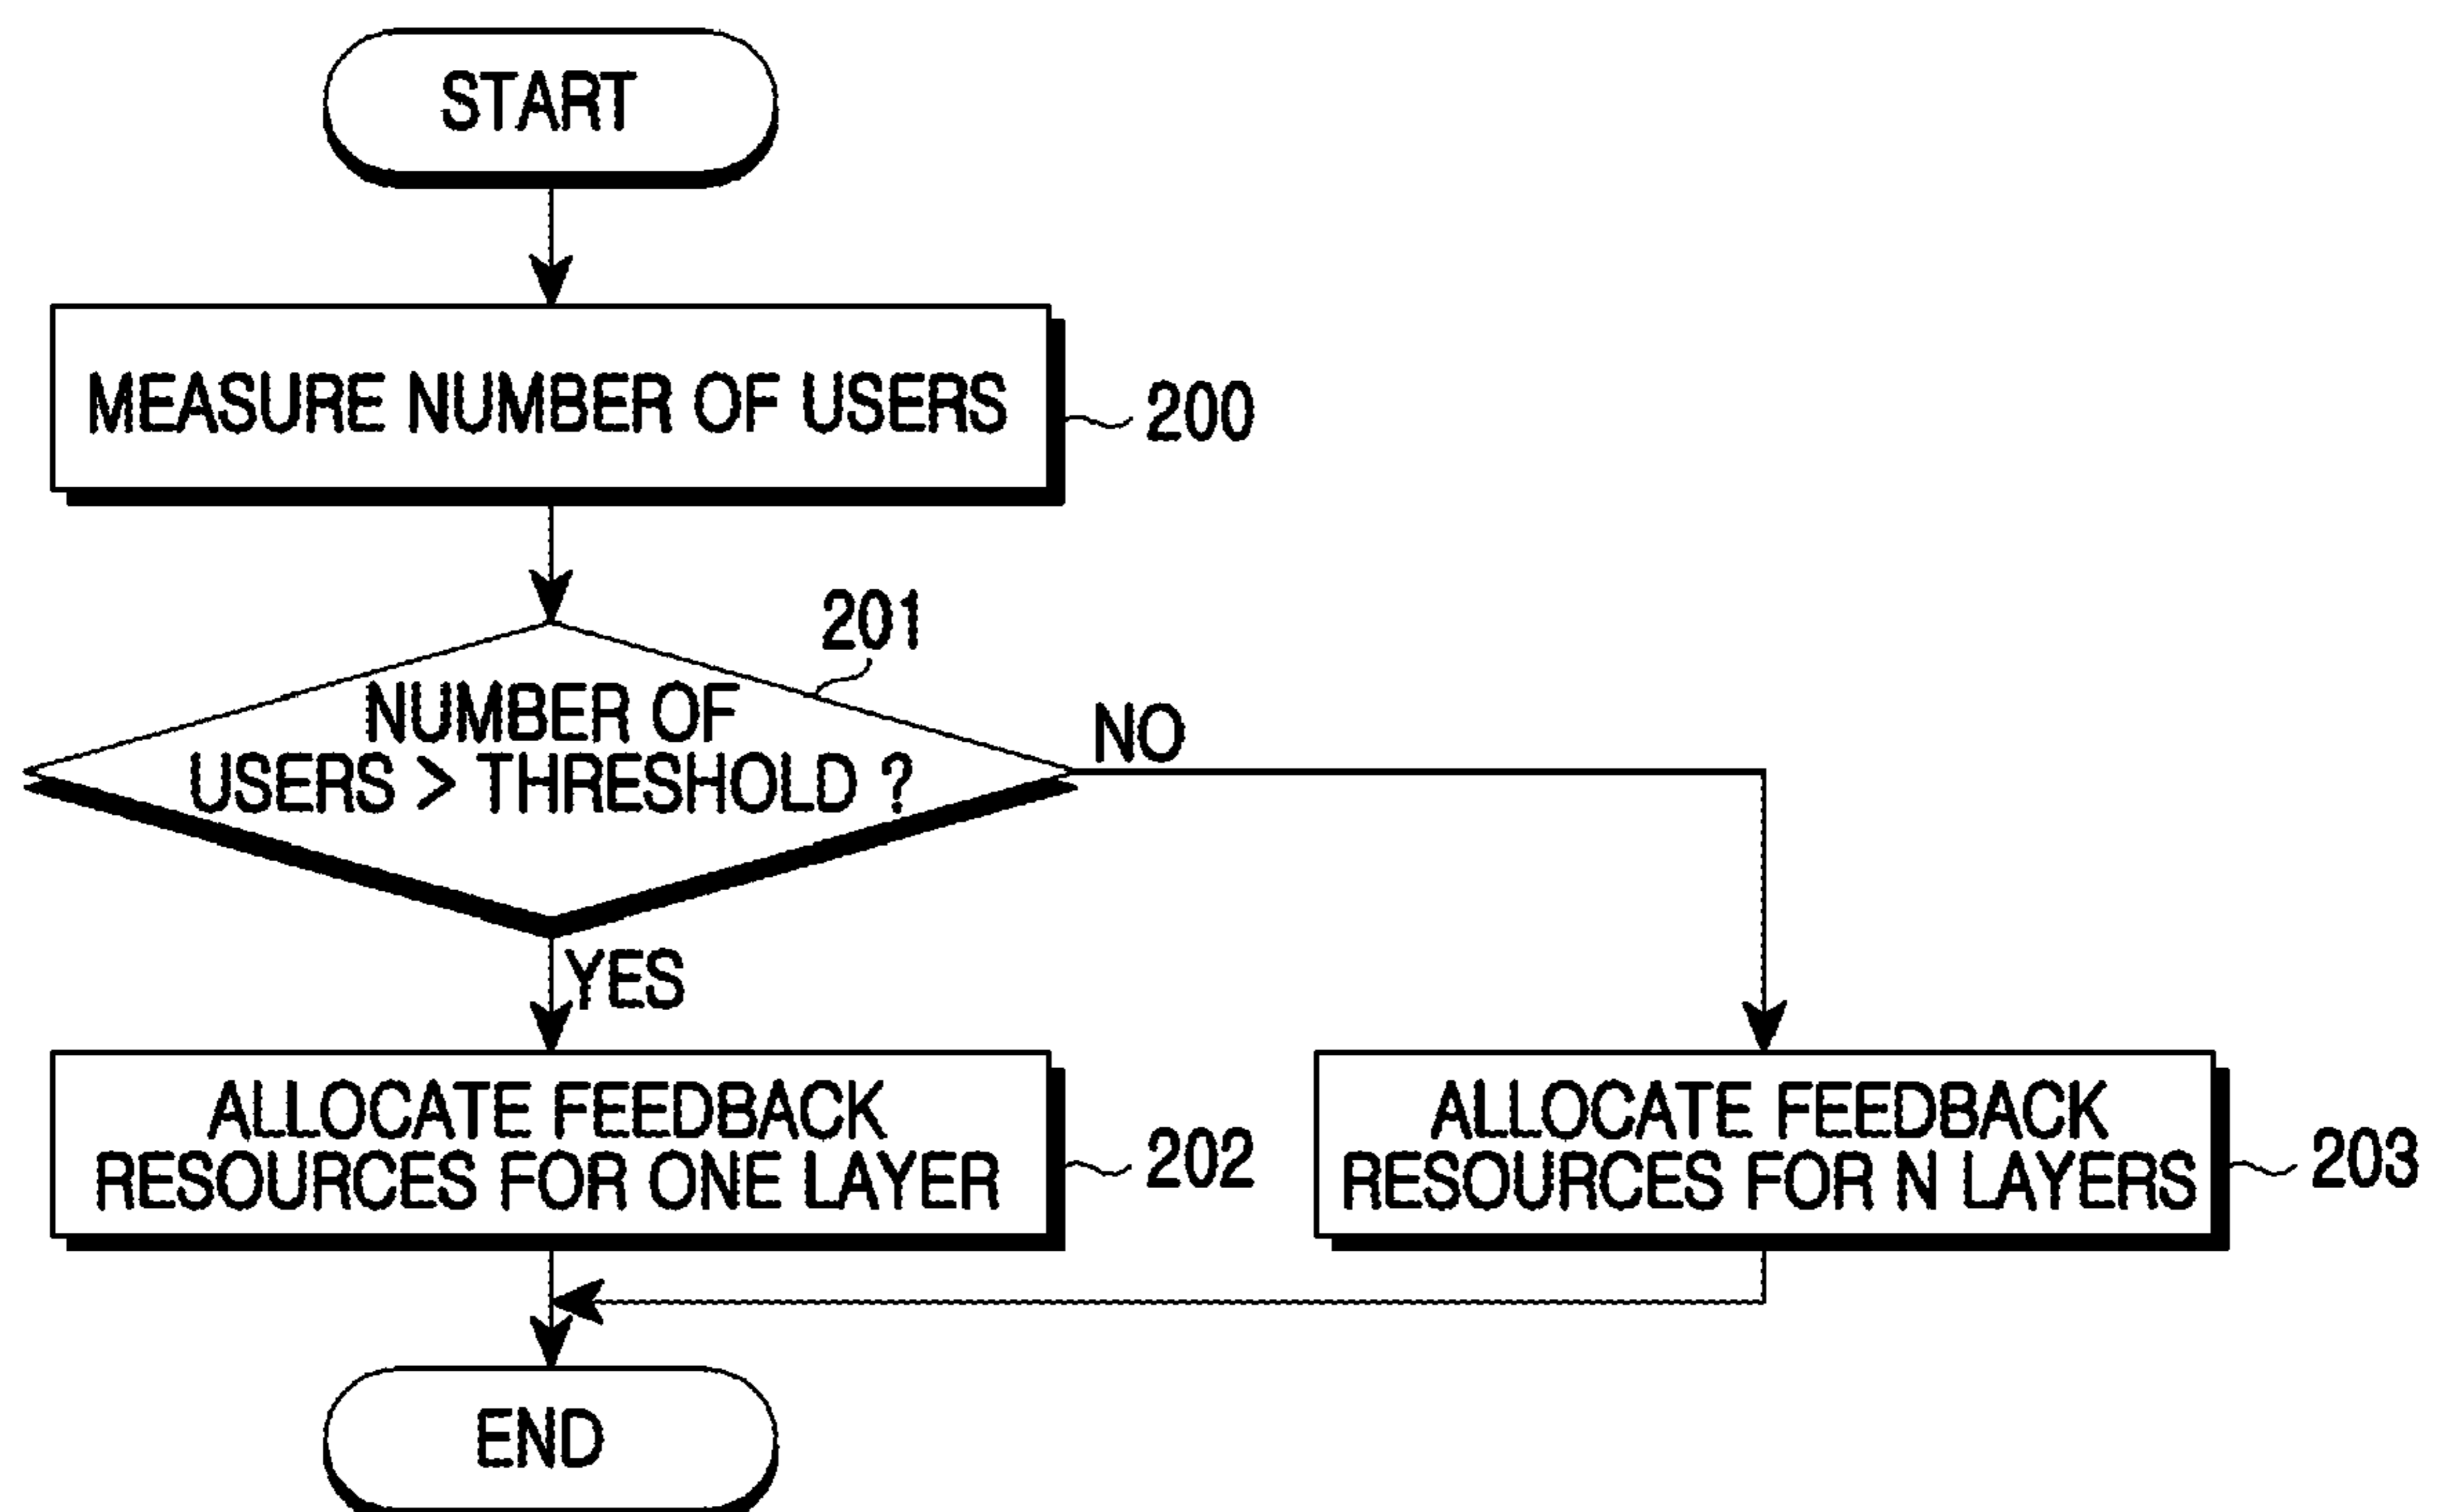 START
MEASURE NUMBER OF USERS
200
201
NUMBER OF
USERS > THRESHOLD ?
NO
YES
ALLOCATE FEEDBACK
RESOURCES FOR ONE LAYER
202
ALLOCATE FEEDBACK
RESOURCES FOR N LAYERS
203
END